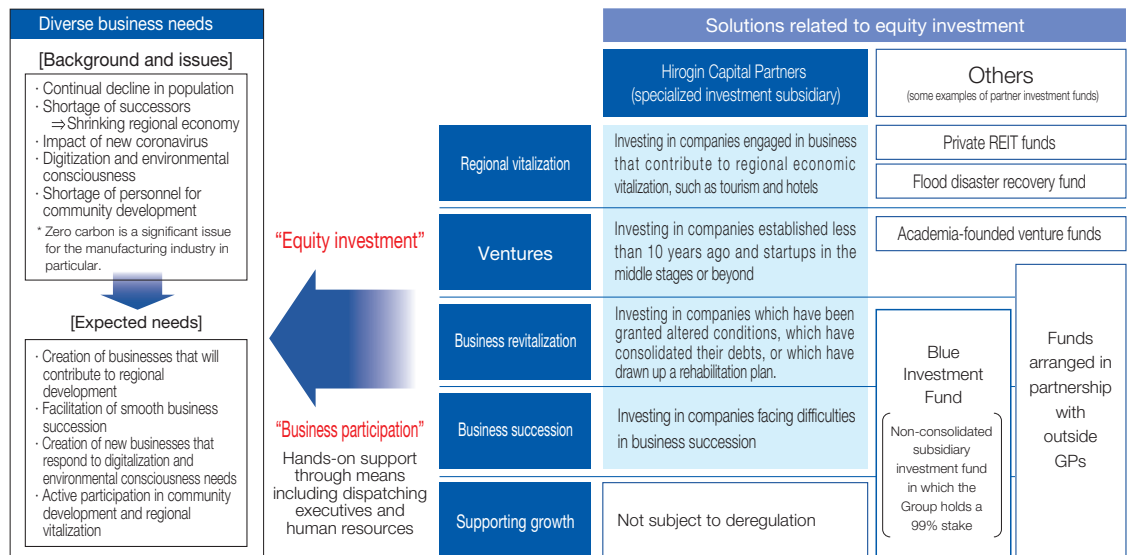 Diverse business needs
[Background and issues]
· Continual decline in population
· Shortage of successors
⇒Shrinking regional economy
· Impact of new coronavirus
· Digitization and environmental
consciousness
· Shortage of personnel for
community development
* Zero carbon is a significant issue
for the manufacturing industry in
particular.
[Expected needs]
· Creation of businesses that will
contribute to regional
development
· Facilitation of smooth business
succession
· Creation of new businesses that
respond to digitalization and
environmental consciousness needs
· Active participation in community
development and regional
vitalization
“Equity investment”
“Business participation”
Hands-on support
through means
including dispatching
executives and
human resources
Solutions related to equity investment
Hirogin Capital Partners
(specialized investment subsidiary)
Others
(some examples of partner investment funds)
Regional vitalization
Investing in companies engaged in business
that contribute to regional economic
vitalization, such as tourism and hotels
Private REIT funds
Flood disaster recovery fund
Ventures
Investing in companies established less
than 10 years ago and startups in the
middle stages or beyond
Academia-founded venture funds
Business revitalization
Investing in companies which have been
granted altered conditions, which have
consolidated their debts, or which have
drawn up a rehabilitation plan.
Business succession
Investing in companies facing difficulties
in business succession
Supporting growth
Not subject to deregulation
Blue
Investment
Fund
Non-consolidated
subsidiary
investment fund
in which the
Group holds a
99% stake
Funds
arranged in
partnership
with
outside
GPs